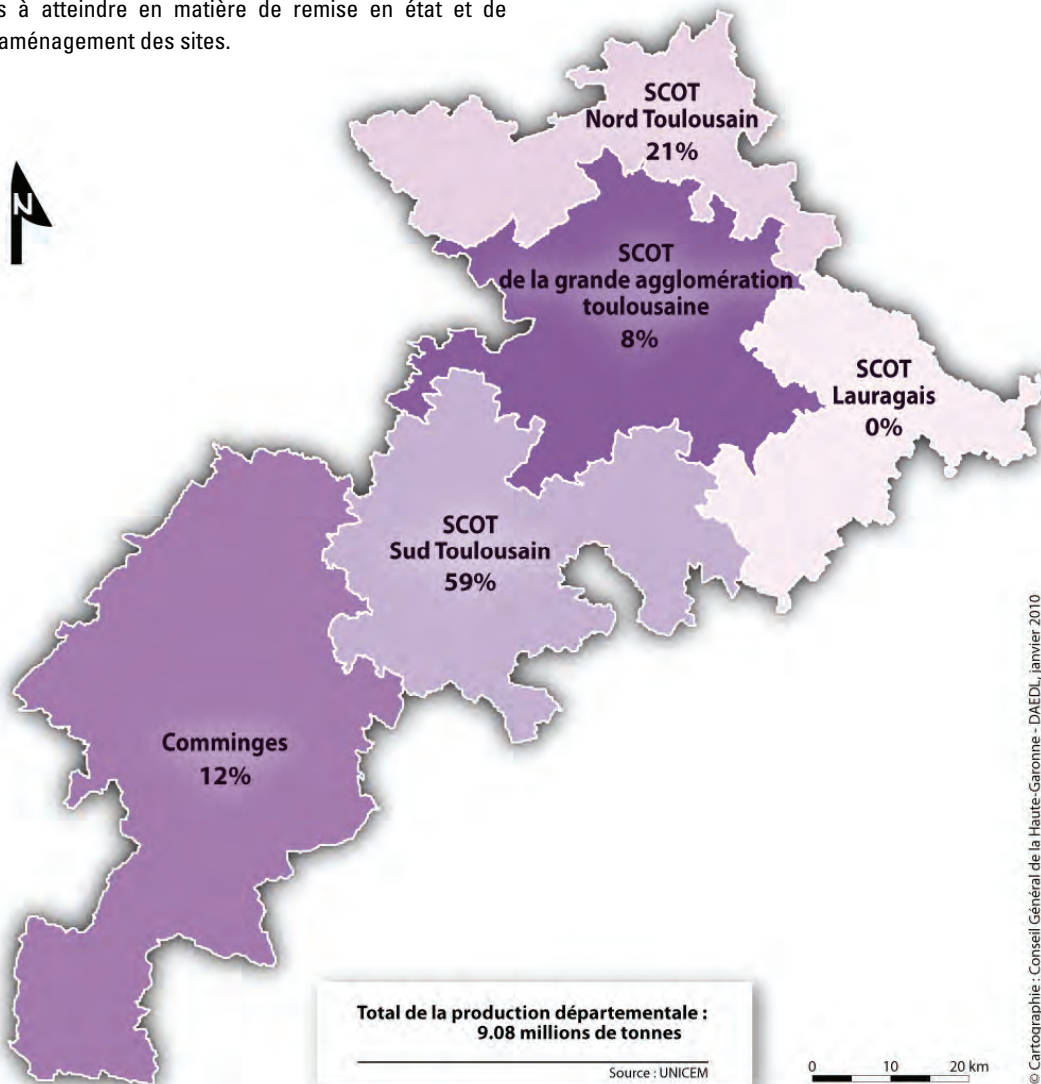 s à atteindre en matière de remise en état et de
aménagement des sites.
N
SCOT
Nord Toulousain
21%
SCOT
de la grande agglomération
toulousaine
8%
SCOT
Lauragais
0%
SCOT
Sud Toulousain
59%
Comminges
12%
Total de la production départementale :
9.08 millions de tonnes
Source : UNICEM
0 10 20 km
© Cartographie : Conseil Général de la Haute-Garonne - DAEDL, janvier 2010